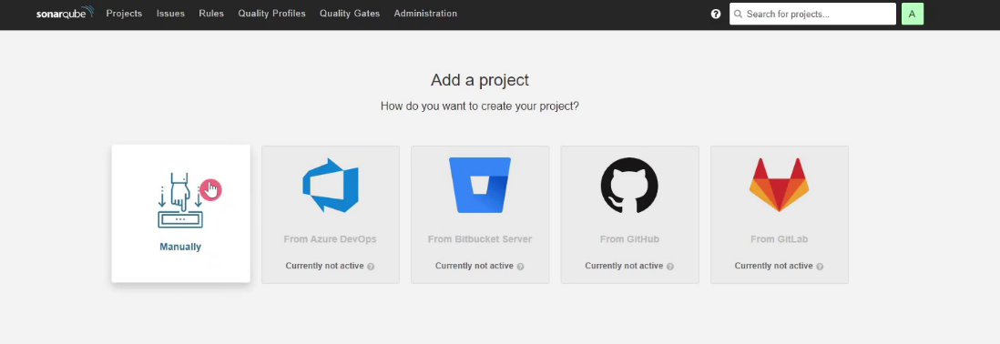 sonarqube Projects Issues Rules Quality Profiles Quality Gates Administration ? Search for projects... A
Add a project
How do you want to create your project?
Manually
From Azure DevOps
Currently not active ?
From Bitbucket Server
Currently not active ?
From GitHub
Currently not active ?
From GitLab
Currently not active ?